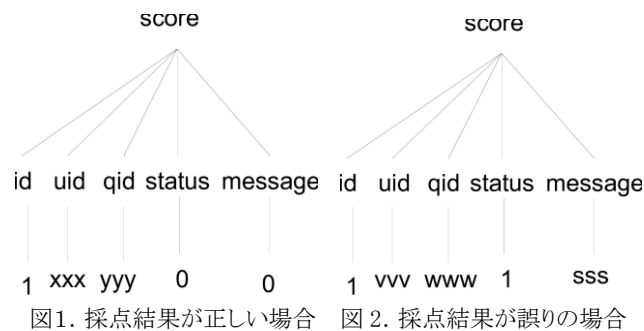 score score
id uid qid status message id uid qid status message
1 xxx yyy 0 0 1 vvv www 1 sss
図1. 採点結果が正しい場合 図2. 採点結果が誤りの場合